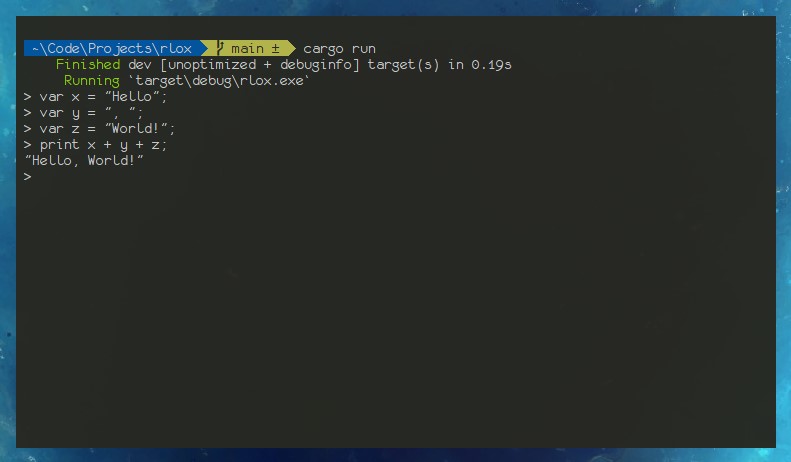 ~\Code\Projects\rlox main ± cargo run
Finished dev [unoptimized + debuginfo] target(s) in 0.19s
Running `target\debug\rlox.exe`
> var x = "Hello";
> var y = ", ";
> var z = "World!";
> print x + y + z;
"Hello, World!"
>